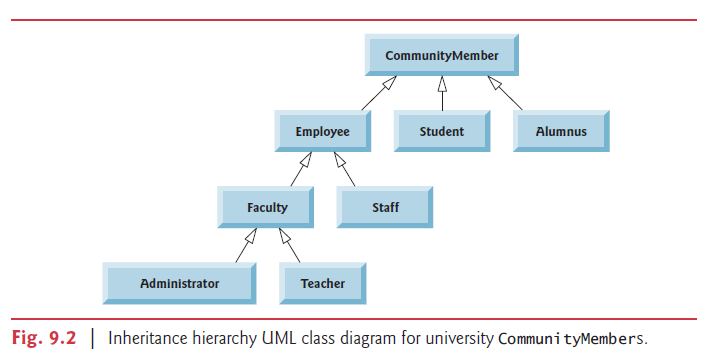 CommunityMember
Employee
Student
Alumnus
Faculty
Staff
Administrator
Teacher
Fig. 9.2 | Inheritance hierarchy UML class diagram for university CommunityMembers.